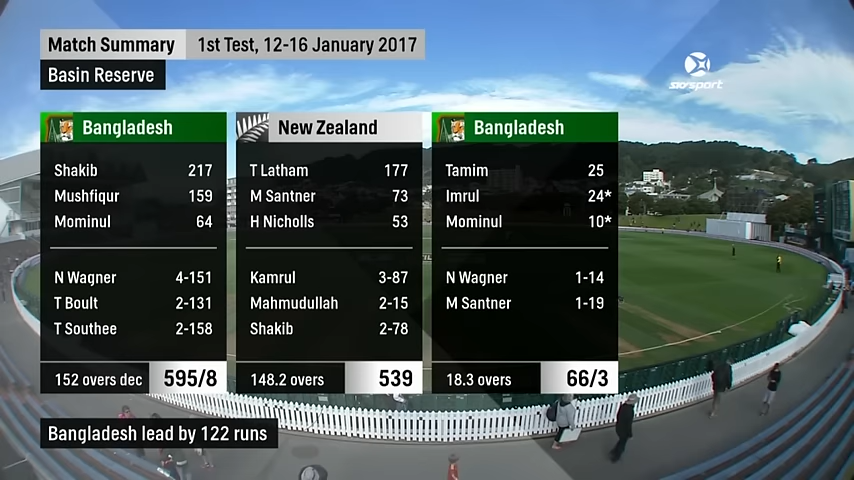 Match Summary 1st Test, 12-16 January 2017
Basin Reserve
sky sport
Bangladesh
Shakib 217
Mushfiqur 159
Mominul 64
N Wagner 4-151
T Boult 2-131
T Southee 2-158
152 overs dec 595/8
New Zealand
T Latham 177
M Santner 73
H Nicholls 53
Kamrul 3-87
Mahmudullah 2-15
Shakib 2-78
148.2 overs 539
Bangladesh
Tamim 25
Imrul 24*
Mominul 10*
N Wagner 1-14
M Santner 1-19
18.3 overs 66/3
Bangladesh lead by 122 runs